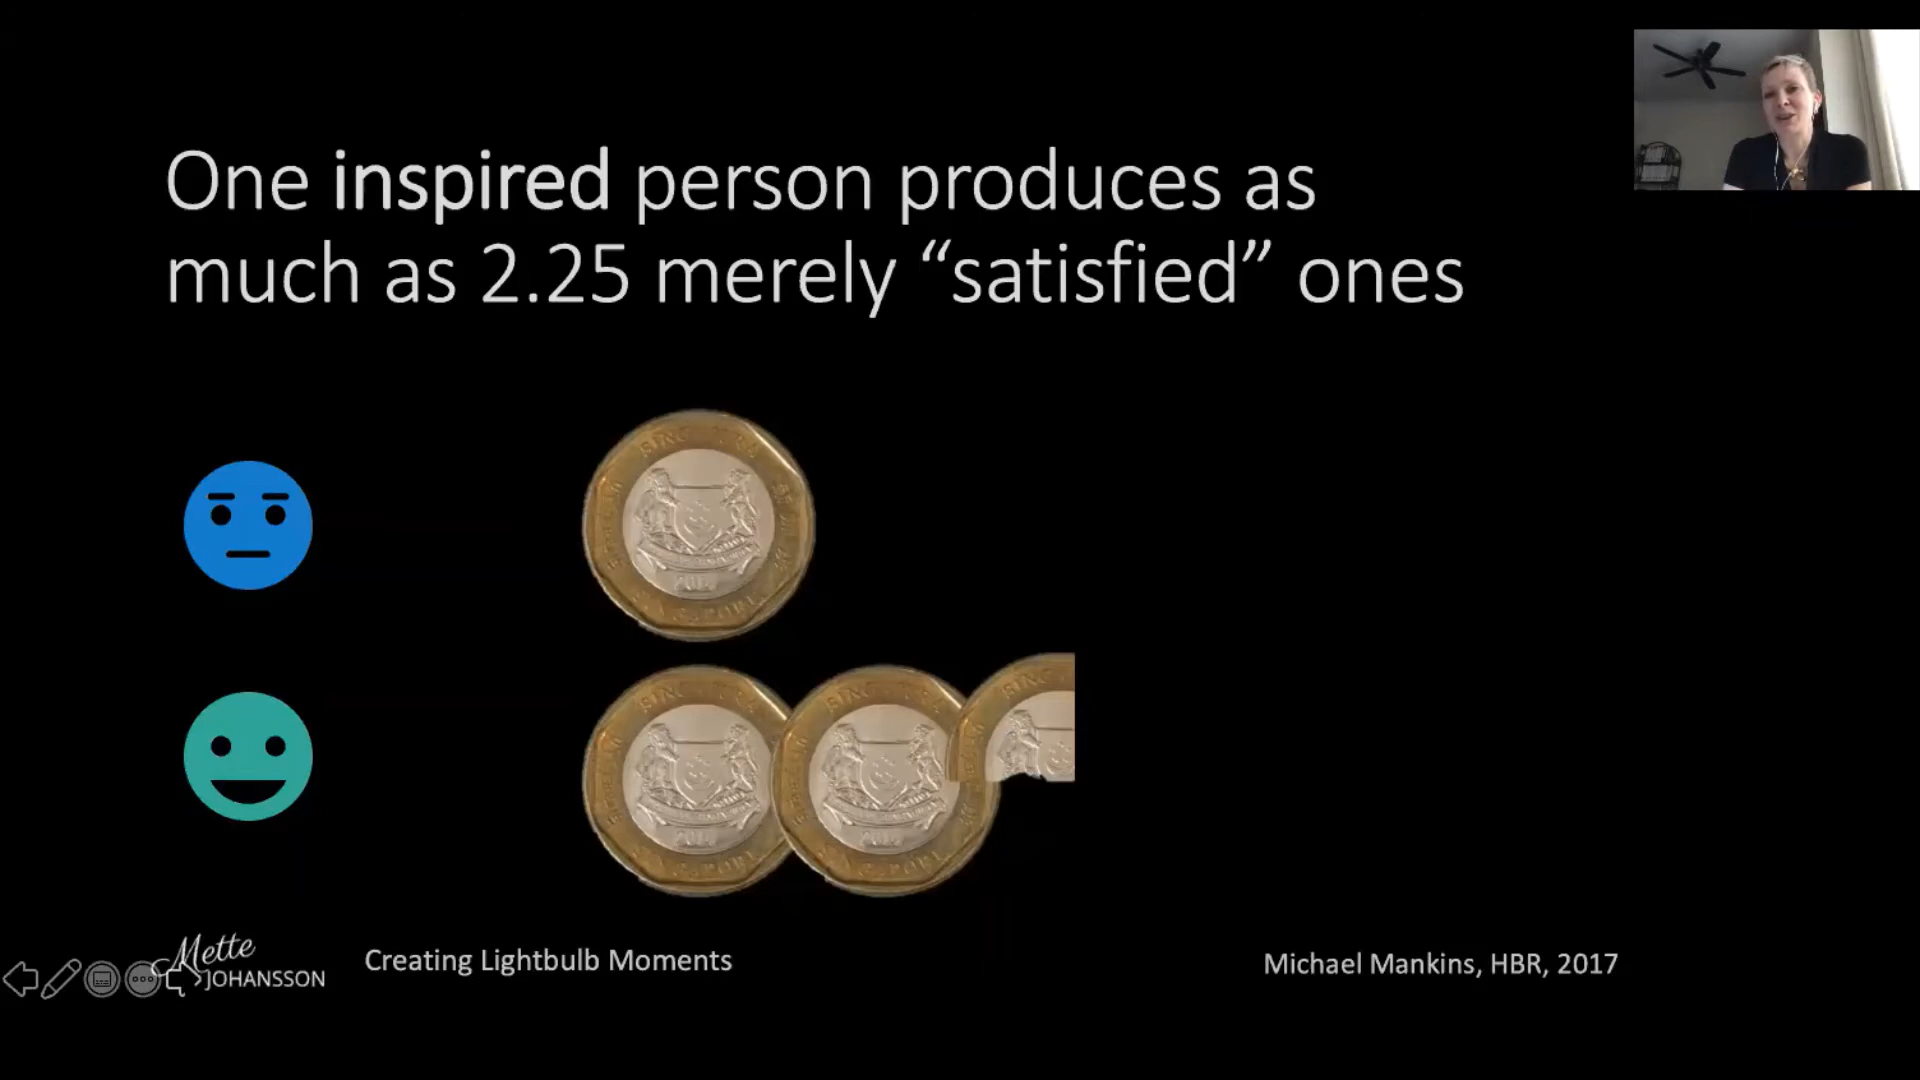 One inspired person produces as
much as 2.25 merely “satisfied” ones
Mette
JOHANSSON
Creating Lightbulb Moments
Michael Mankins, HBR, 2017